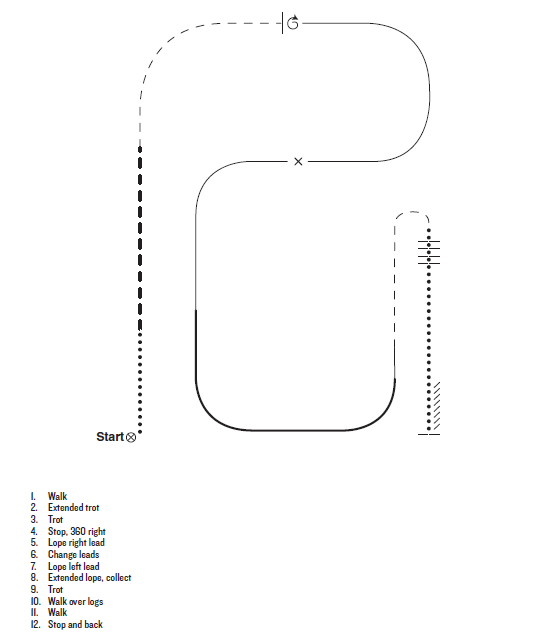 Start
1. Walk
2. Extended trot
3. Trot
4. Stop, 360 right
5. Lope right lead
6. Change leads
7. Lope left lead
8. Extended lope, collect
9. Trot
10. Walk over logs
11. Walk
12. Stop and back